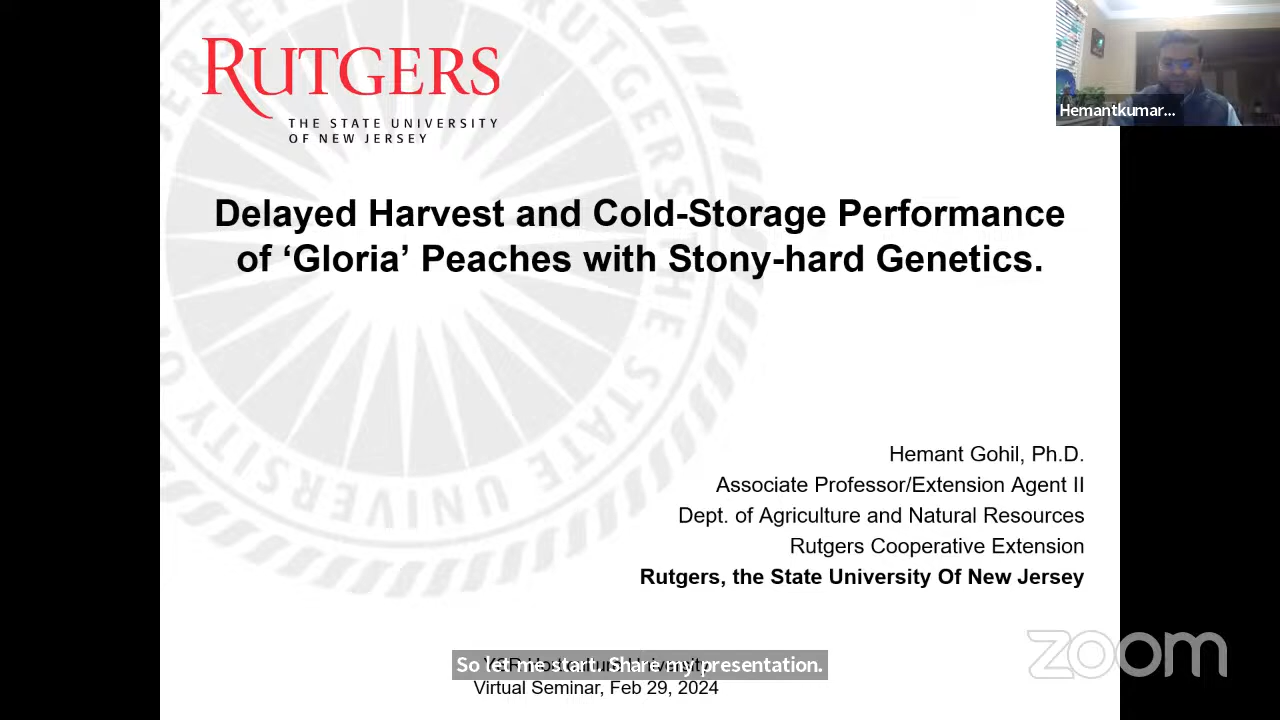 RUTGERS
THE STATE UNIVERSITY
OF NEW JERSEY
Hemantkumar...
Delayed Harvest and Cold-Storage Performance
of ‘Gloria’ Peaches with Stony-hard Genetics.
Hemant Gohil, Ph.D.
Associate Professor/Extension Agent II
Dept. of Agriculture and Natural Resources
Rutgers Cooperative Extension
Rutgers, the State University Of New Jersey
So let me start. Share my presentation.
Virtual Seminar, Feb 29, 2024
zoom